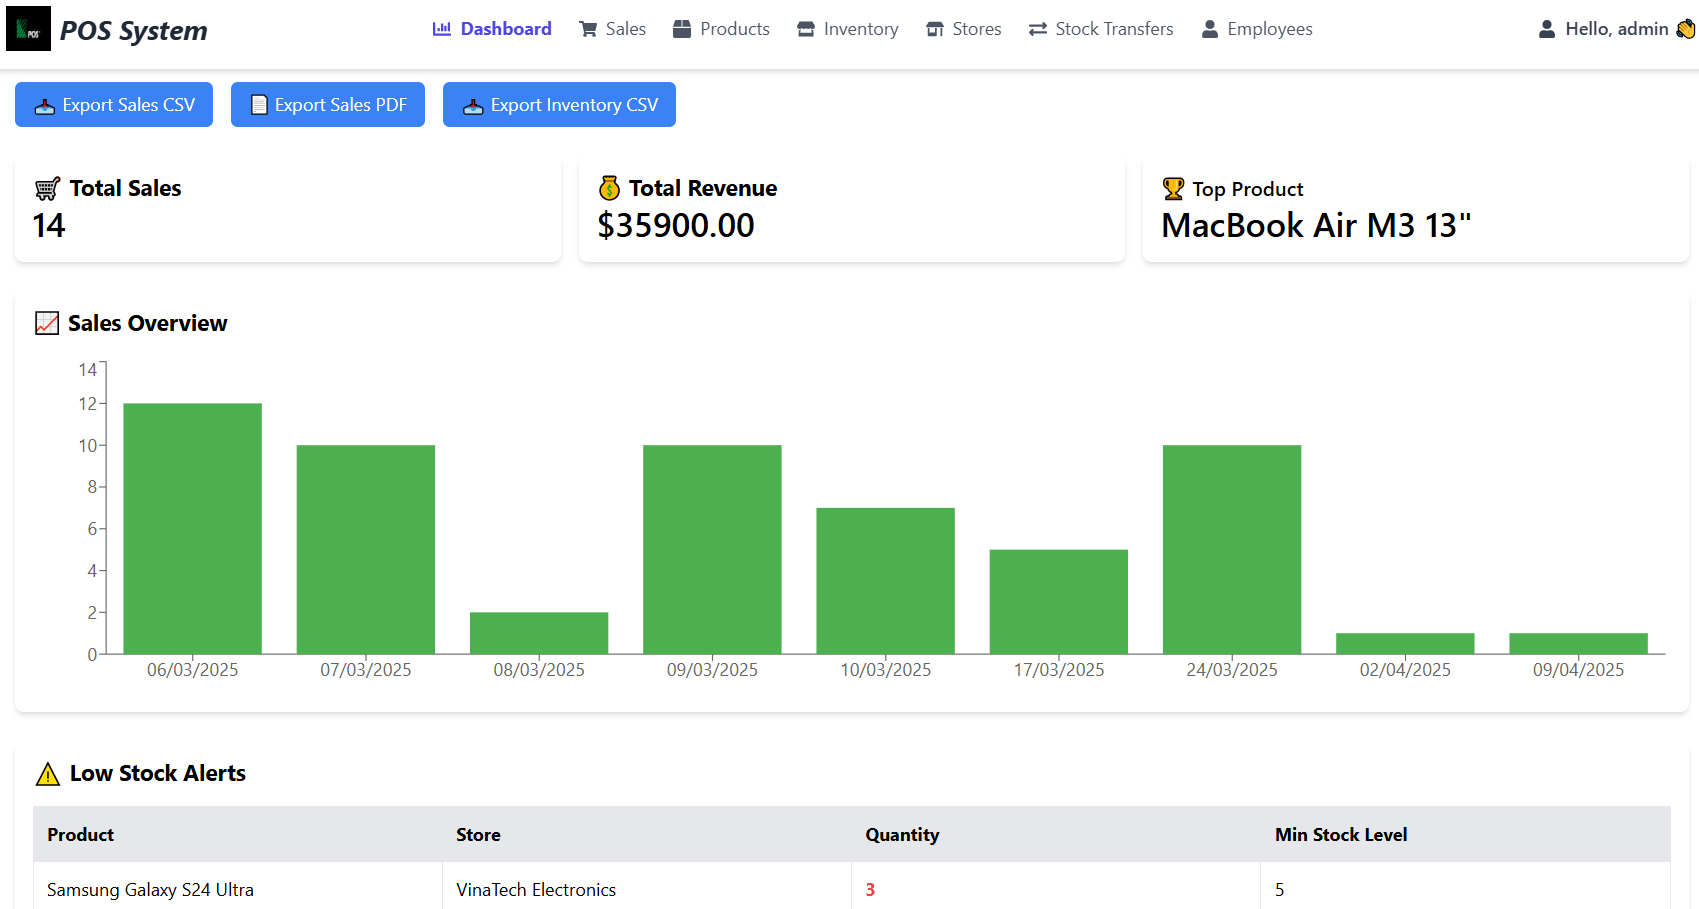 POS POS System Dashboard Sales Products Inventory Stores Stock Transfers Employees Hello, admin 👋
📥 Export Sales CSV 📄 Export Sales PDF 📥 Export Inventory CSV
🛒 Total Sales
14
💰 Total Revenue
$35900.00
🏆 Top Product
MacBook Air M3 13"
📈 Sales Overview
14
12
10
8
6
4
2
0
06/03/2025 07/03/2025 08/03/2025 09/03/2025 10/03/2025 17/03/2025 24/03/2025 02/04/2025 09/04/2025
⚠️ Low Stock Alerts
Product Store Quantity Min Stock Level
Samsung Galaxy S24 Ultra VinaTech Electronics 3 5